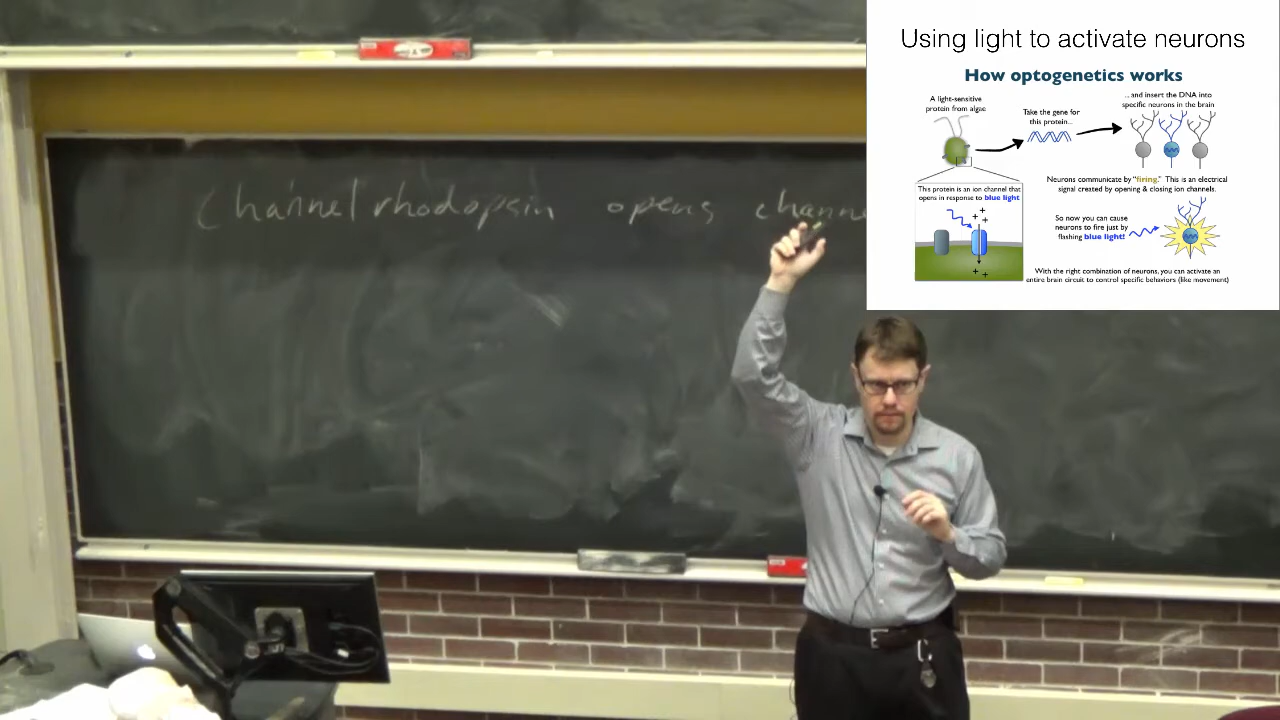 Using light to activate neurons
How optogenetics works
A light-sensitive
protein from algae
Take the gene for
this protein...
...and insert the DNA into
specific neurons in the brain
This protein is an ion channel that
opens in response to blue light
Neurons communicate by "firing." This is an electrical
signal created by opening & closing ion channels.
So now you can cause
neurons to fire just by
flashing blue light!
With the right combination of neurons, you can activate an
entire brain circuit to control specific behaviors (like movement)
Channelrhodopsin opens channe